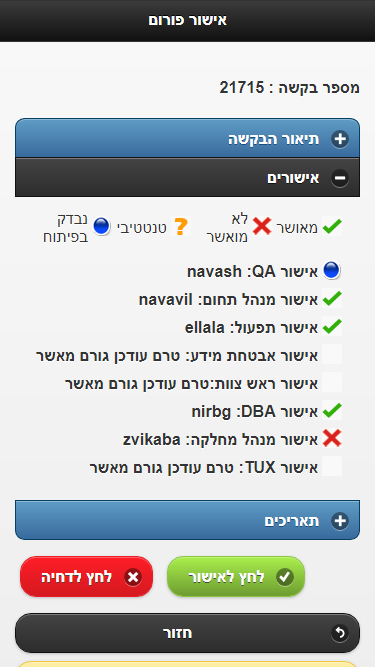 אישור פורום
מספר בקשה : 21715
תיאור הבקשה
אישורים
מאושר
לא
מואשר
?
טנטטיבי
נבדק
בפיתוח
אישור QA: navash
אישור מנהל תחום: navavil
אישור תפעול: ellala
אישור אבטחת מידע: טרם עודכן גורם מאשר
אישור ראש צוות:טרם עודכן גורם מאשר
אישור DBA: nirbg
אישור מנהל מחלקה: zvikaba
אישור TUX: טרם עודכן גורם מאשר
תאריכים
לחץ לאישור
לחץ לדחיה
חזור